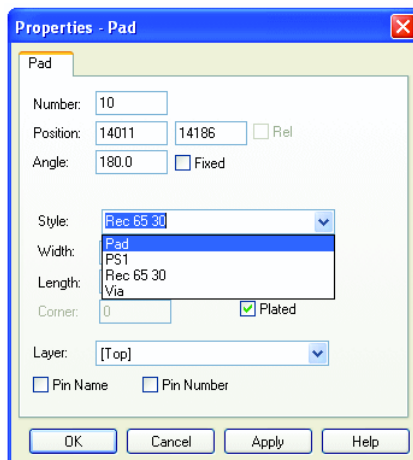 Properties - Pad
Pad
Number: 10
Position: 14011 14186 Rel
Angle: 180.0 Fixed
Style: Rec 65 30
Pad
Width:
PS1
Rec 65 30
Length:
Via
Corner: 0 Plated
Layer: [Top]
Pin Name Pin Number
OK Cancel Apply Help